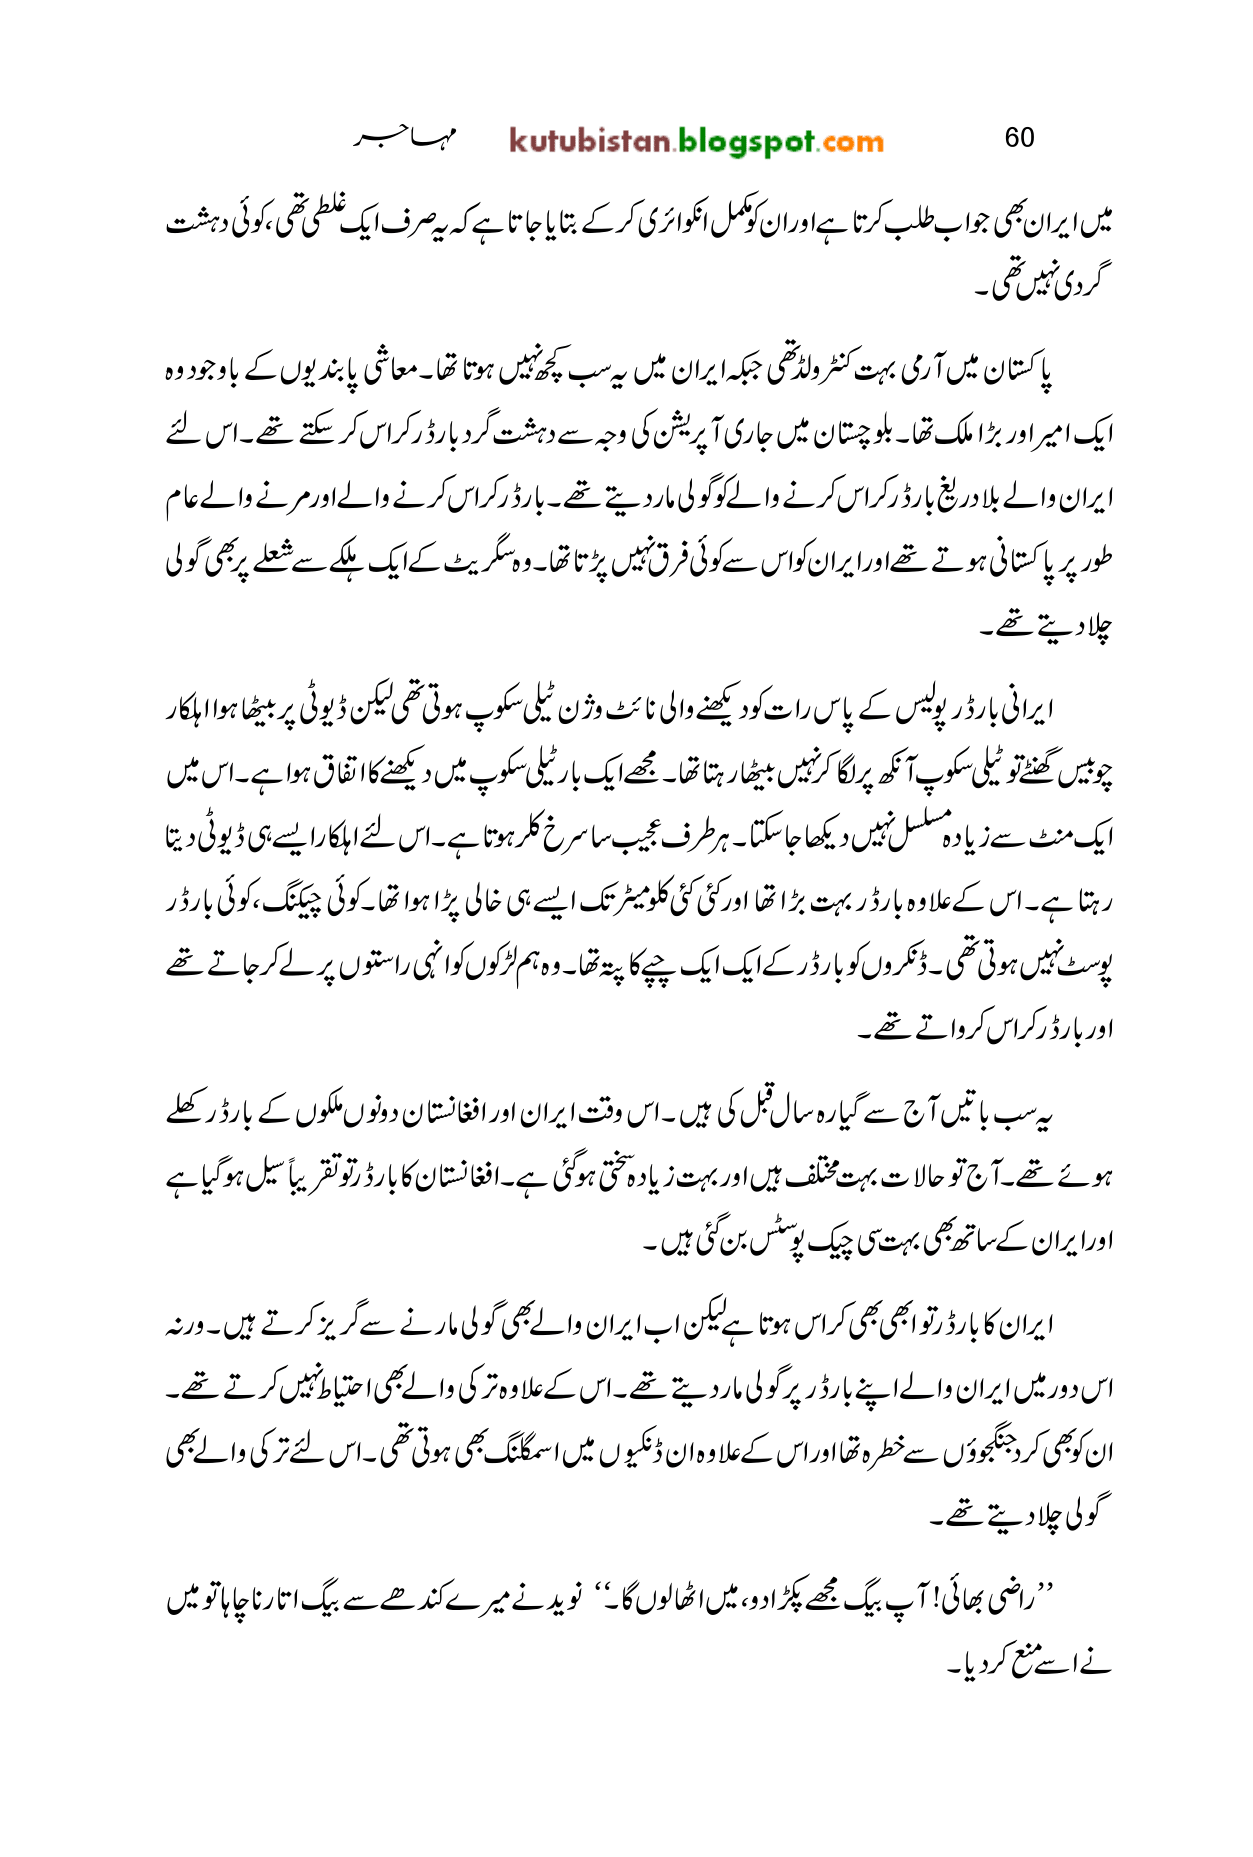 60 kutubistan.blogspot.com مہاجر
میں ایران بھی جواب طلب کرتا ہے اور ان کو مکمل انکوائری کر کے بتایا جاتا ہے کہ یہ صرف ایک غلطی تھی، کوئی دہشت
گردی نہیں تھی۔
پاکستان میں آرمی بہت کنٹرولڈ تھی جبکہ ایران میں یہ سب کچھ نہیں ہوتا تھا۔ معاشی پابندیوں کے باوجود وہ
ایک امیر اور بڑا ملک تھا۔ بلوچستان میں جاری آپریشن کی وجہ سے دہشت گرد بارڈر کراس کر سکتے تھے۔ اس لئے
ایران والے بلا دریغ بارڈر کراس کرنے والے کو گولی مار دیتے تھے۔ بارڈر کراس کرنے والے اور مرنے والے عام
طور پر پاکستانی ہوتے تھے اور ایران کو اس سے کوئی فرق نہیں پڑتا تھا۔ وہ سگریٹ کے ایک ہلکے سے شعلے پر بھی گولی
چلا دیتے تھے۔
ایرانی بارڈر پولیس کے پاس رات کو دیکھنے والی نائٹ وژن ٹیلی سکوپ ہوتی تھی لیکن ڈیوٹی پر بیٹھا ہوا اہلکار
چوبیس گھنٹے تو ٹیلی سکوپ آنکھ پر لگا کر نہیں بیٹھا رہتا تھا۔ مجھے ایک بار ٹیلی سکوپ میں دیکھنے کا اتفاق ہوا ہے۔ اس میں
ایک منٹ سے زیادہ مسلسل نہیں دیکھا جا سکتا۔ ہر طرف عجیب سا سرخ کلر ہوتا ہے۔ اس لئے اہلکار ایسے ہی ڈیوٹی دیتا
رہتا ہے۔ اس کے علاوہ بارڈر بہت بڑا تھا اور کئی کئی کلومیٹر تک ایسے ہی خالی پڑا ہوا تھا۔ کوئی چیکنگ، کوئی بارڈر
پوسٹ نہیں ہوتی تھی۔ ڈنکروں کو بارڈر کے ایک ایک چپے کا پتہ تھا۔ وہ ہم لڑکوں کو انہی راستوں پر لے کر جاتے تھے
اور بارڈر کراس کرواتے تھے۔
یہ سب باتیں آج سے گیارہ سال قبل کی ہیں۔ اس وقت ایران اور افغانستان دونوں ملکوں کے بارڈر کھلے
ہوئے تھے۔ آج تو حالات بہت مختلف ہیں اور بہت زیادہ سختی ہو گئی ہے۔ افغانستان کا بارڈر تو تقریباً سیل ہو گیا ہے
اور ایران کے ساتھ بھی بہت سی چیک پوسٹس بن گئی ہیں۔
ایران کا بارڈر تو ابھی بھی کراس ہوتا ہے لیکن اب ایران والے بھی گولی مارنے سے گریز کرتے ہیں۔ ورنہ
اس دور میں ایران والے اپنے بارڈر پر گولی مار دیتے تھے۔ اس کے علاوہ ترکی والے بھی احتیاط نہیں کرتے تھے۔
ان کو بھی کرد جنگجوؤں سے خطرہ تھا اور اس کے علاوہ ان ڈنکیوں میں اسمگلنگ بھی ہوتی تھی۔ اس لئے ترکی والے بھی
گولی چلا دیتے تھے۔
’’راضی بھائی! آپ بیگ مجھے پکڑا دو، میں اٹھا لوں گا۔‘‘ نوید نے میرے کندھے سے بیگ اتارنا چاہا تو میں
نے اسے منع کر دیا۔